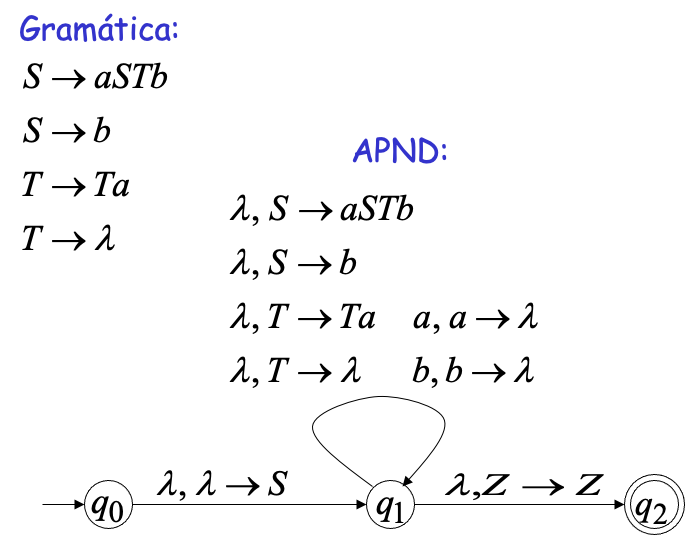 Gramática:
S → aSTb
S → b
T → Ta
T → λ
APND:
λ, S → aSTb
λ, S → b
λ, T → Ta a, a → λ
λ, T → λ b, b → λ
q0 λ, λ → S q1 λ,Z → Z q2